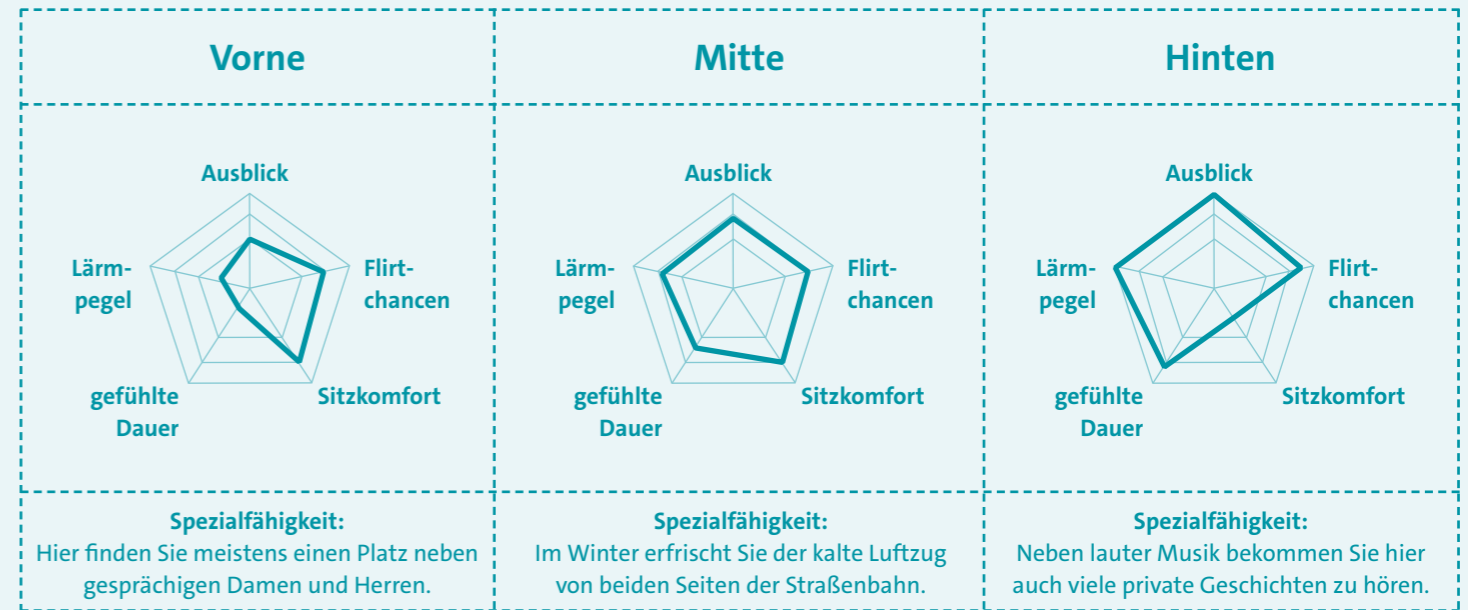 Vorne
Ausblick
Lärm-
pegel
Flirt-
chancen
gefühlte
Dauer
Sitzkomfort
Spezialfähigkeit:
Hier finden Sie meistens einen Platz neben
gesprächigen Damen und Herren.
Mitte
Ausblick
Lärm-
pegel
Flirt-
chancen
gefühlte
Dauer
Sitzkomfort
Spezialfähigkeit:
Im Winter erfrischt Sie der kalte Luftzug
von beiden Seiten der Straßenbahn.
Hinten
Ausblick
Lärm-
pegel
Flirt-
chancen
gefühlte
Dauer
Sitzkomfort
Spezialfähigkeit:
Neben lauter Musik bekommen Sie hier
auch viele private Geschichten zu hören.